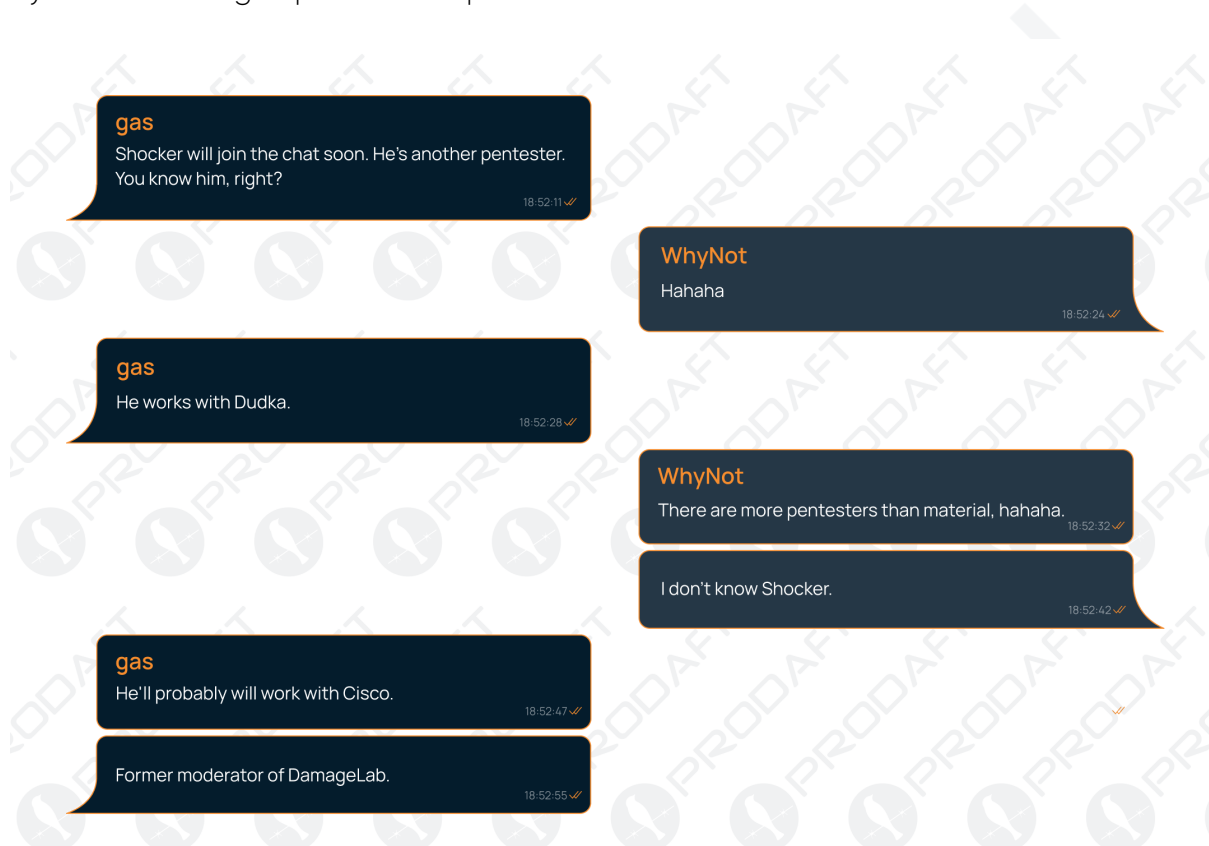 gas
Shocker will join the chat soon. He's another pentester.
You know him, right?
18:52:11
WhyNot
Hahaha
18:52:24
gas
He works with Dudka.
18:52:28
WhyNot
There are more pentesters than material, hahaha.
18:52:32
I don't know Shocker.
18:52:42
gas
He'll probably will work with Cisco.
18:52:47
Former moderator of DamageLab.
18:52:55
PRODAFT